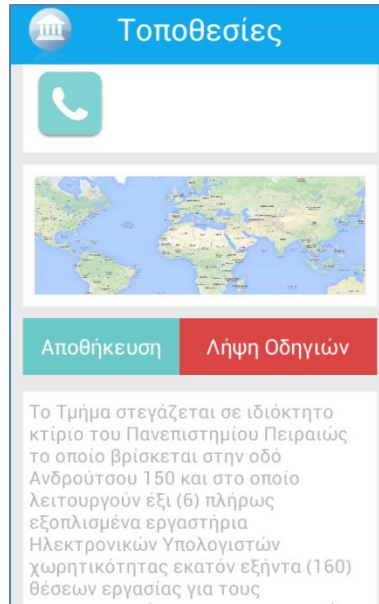 Τοποθεσίες
Αποθήκευση
Λήψη Οδηγιών
Το Τμήμα στεγάζεται σε ιδιόκτητο
κτίριο του Πανεπιστημίου Πειραιώς
το οποίο βρίσκεται στην οδό
Ανδρούτσου 150 και στο οποίο
λειτουργούν έξι (6) πλήρως
εξοπλισμένα εργαστήρια
Ηλεκτρονικών Υπολογιστών
χωρητικότητας εκατόν εξήντα (160)
θέσεων εργασίας για τους